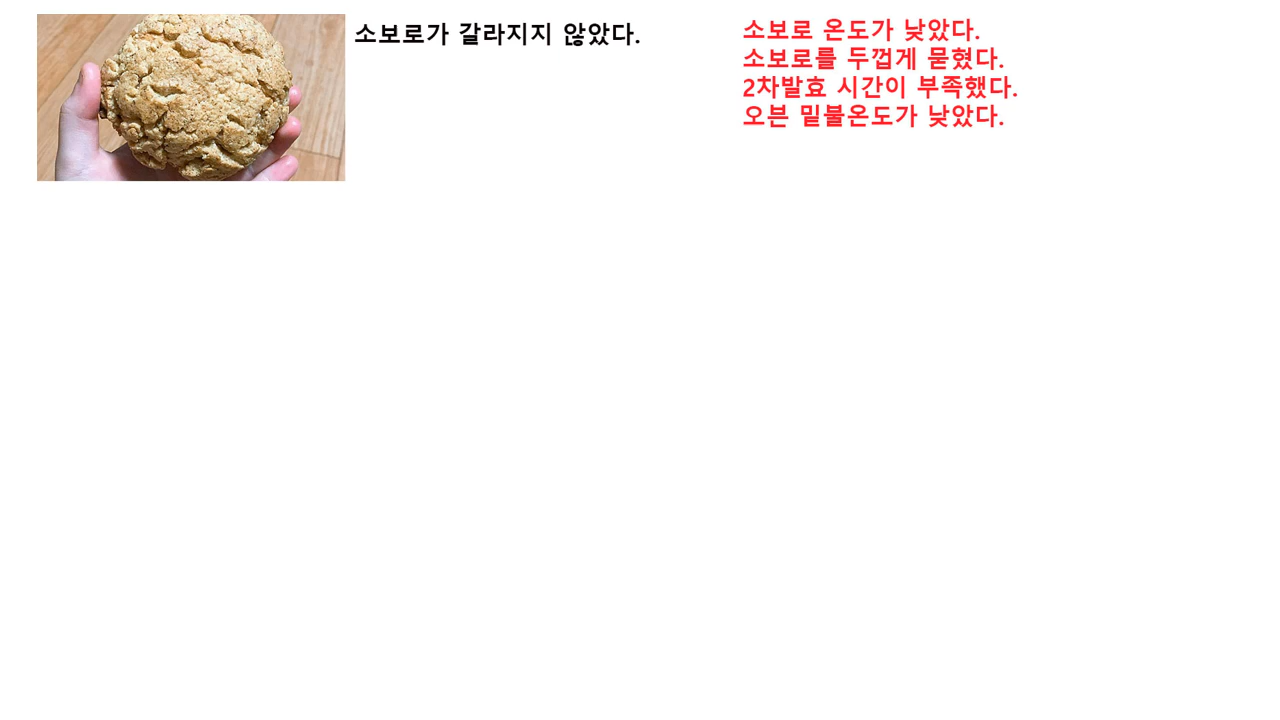 소보로가 갈라지지 않았다.
소보로 온도가 낮았다.
소보로를 두껍게 묻혔다.
2차발효 시간이 부족했다.
오븐 밑불온도가 낮았다.